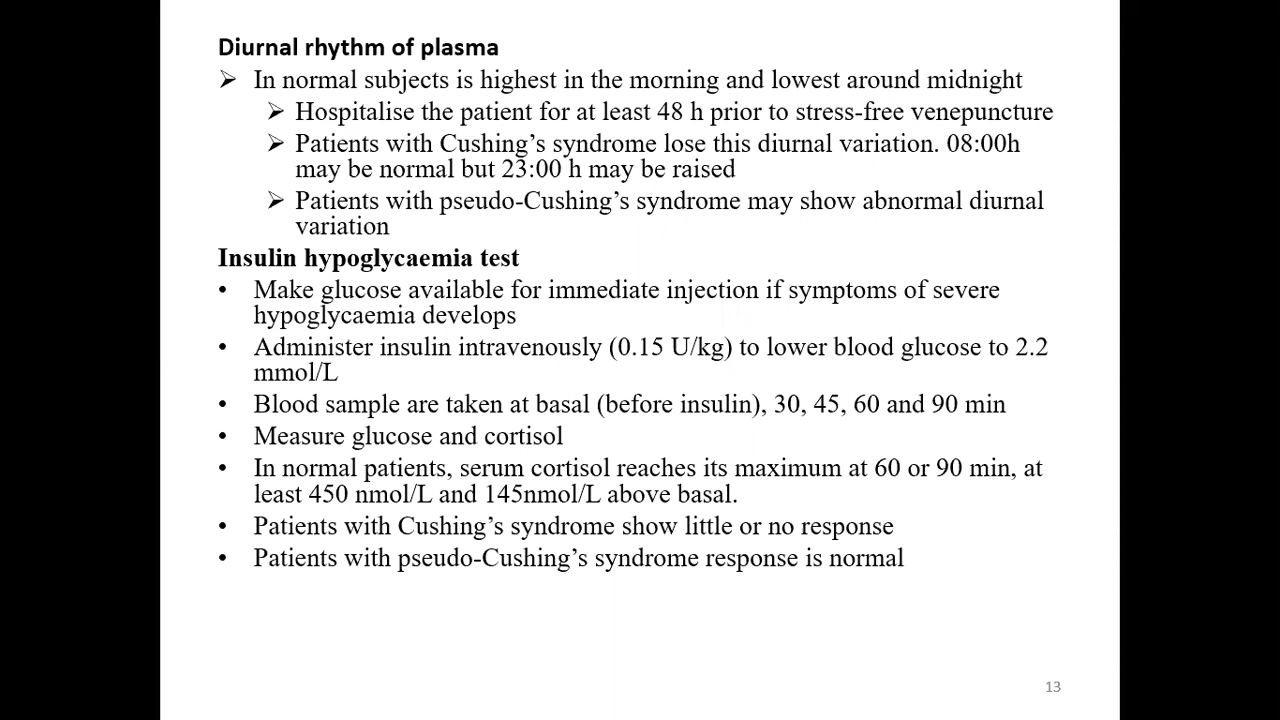 Diurnal rhythm of plasma
➢ In normal subjects is highest in the morning and lowest around midnight
➢ Hospitalise the patient for at least 48 h prior to stress-free venepuncture
➢ Patients with Cushing’s syndrome lose this diurnal variation. 08:00h
may be normal but 23:00 h may be raised
➢ Patients with pseudo-Cushing’s syndrome may show abnormal diurnal
variation
Insulin hypoglycaemia test
• Make glucose available for immediate injection if symptoms of severe
hypoglycaemia develops
• Administer insulin intravenously (0.15 U/kg) to lower blood glucose to 2.2
mmol/L
• Blood sample are taken at basal (before insulin), 30, 45, 60 and 90 min
• Measure glucose and cortisol
• In normal patients, serum cortisol reaches its maximum at 60 or 90 min, at
least 450 nmol/L and 145nmol/L above basal.
• Patients with Cushing’s syndrome show little or no response
• Patients with pseudo-Cushing’s syndrome response is normal
13